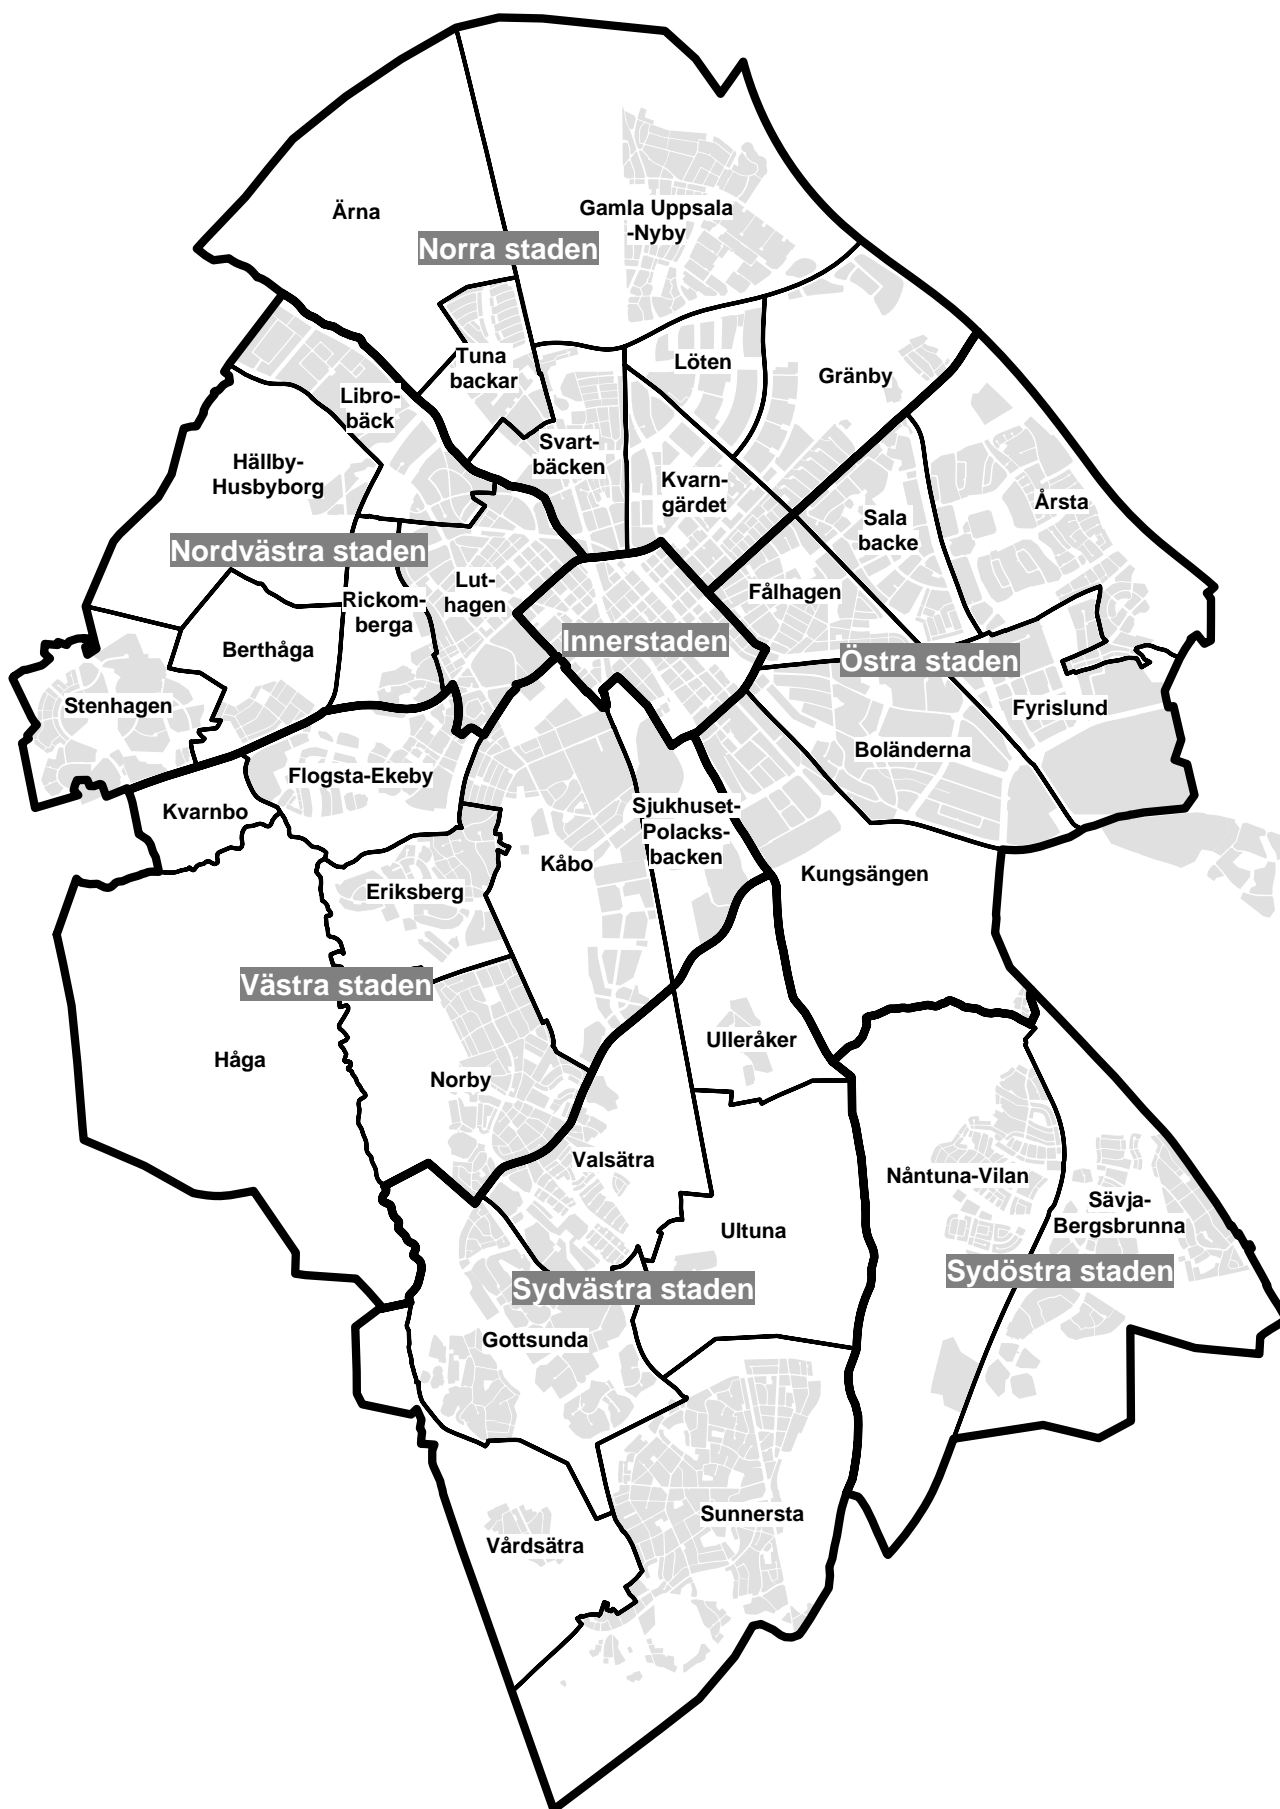 Ärna
Gamla Uppsala
-Nyby
Norra staden
Tuna
backar
Löten
Gränby
Libro-
bäck
Svart-
bäcken
Hällby-
Husbyborg
Kvarn-
gärdet
Årsta
Sala
backe
Nordvästra staden
Lut-
hagen
Rickom-
berga
Fålhagen
Innerstaden
Berthåga
Östra staden
Stenhagen
Fyrislund
Boländerna
Flogsta-Ekeby
Kvarnbo
Sjukhuset-
Polacks-
backen
Kåbo
Kungsängen
Eriksberg
Västra staden
Ulleråker
Håga
Norby
Valsätra
Nåntuna-Vilan
Sävja-
Bergsbrunna
Ultuna
Sydöstra staden
Sydvästra staden
Gottsunda
Sunnersta
Vårdsätra